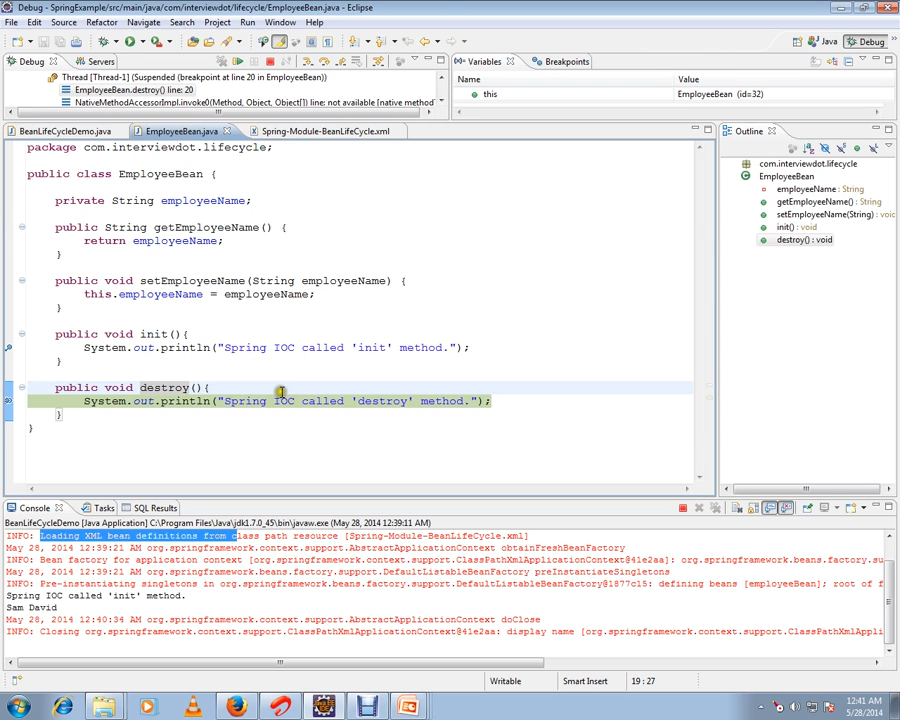 Debug - SpringExample/src/main/java/com/interviewdot/lifecycle/EmployeeBean.java - Eclipse
File Edit Source Refactor Navigate Search Project Run Window Help
Java Debug
Debug Servers
Thread [Thread-1] (Suspended (breakpoint at line 20 in EmployeeBean))
EmployeeBean.destroy() line: 20
NativeMethodAccessorImpl.invoke0(Method, Object, Object[]) line: not available [native method
Variables Breakpoints
Name Value
this EmployeeBean (id=32)
BeanLifeCycleDemo.java EmployeeBean.java Spring-Module-BeanLifeCycle.xml
package com.interviewdot.lifecycle;
public class EmployeeBean {
private String employeeName;
public String getEmployeeName() {
return employeeName;
}
public void setEmployeeName(String employeeName) {
this.employeeName = employeeName;
}
public void init(){
System.out.println("Spring IOC called 'init' method.");
}
public void destroy(){
System.out.println("Spring IOC called 'destroy' method.");
}
}
Outline
com.interviewdot.lifecycle
EmployeeBean
employeeName : String
getEmployeeName() : String
setEmployeeName(String) : void
init() : void
destroy() : void
Console Tasks SQL Results
BeanLifeCycleDemo [Java Application] C:\Program Files\Java\jdk1.7.0_45\bin\javaw.exe (May 28, 2014 12:39:11 AM)
INFO: Loading XML bean definitions from class path resource [Spring-Module-BeanLifeCycle.xml]
May 28, 2014 12:39:21 AM org.springframework.context.support.AbstractApplicationContext obtainFreshBeanFactory
INFO: Bean factory for application context [org.springframework.context.support.ClassPathXmlApplicationContext@41e2aa]: org.springframework.beans.factory.su
May 28, 2014 12:39:21 AM org.springframework.beans.factory.support.DefaultListableBeanFactory preInstantiateSingletons
INFO: Pre-instantiating singletons in org.springframework.beans.factory.support.DefaultListableBeanFactory@1877c15: defining beans [employeeBean]; root of f
Spring IOC called 'init' method.
Sam David
May 28, 2014 12:40:34 AM org.springframework.context.support.AbstractApplicationContext doClose
INFO: Closing org.springframework.context.support.ClassPathXmlApplicationContext@41e2aa: display name [org.springframework.context.support.ClassPathXmlAppli
Writable Smart Insert 19 : 27
12:41 AM
5/28/2014